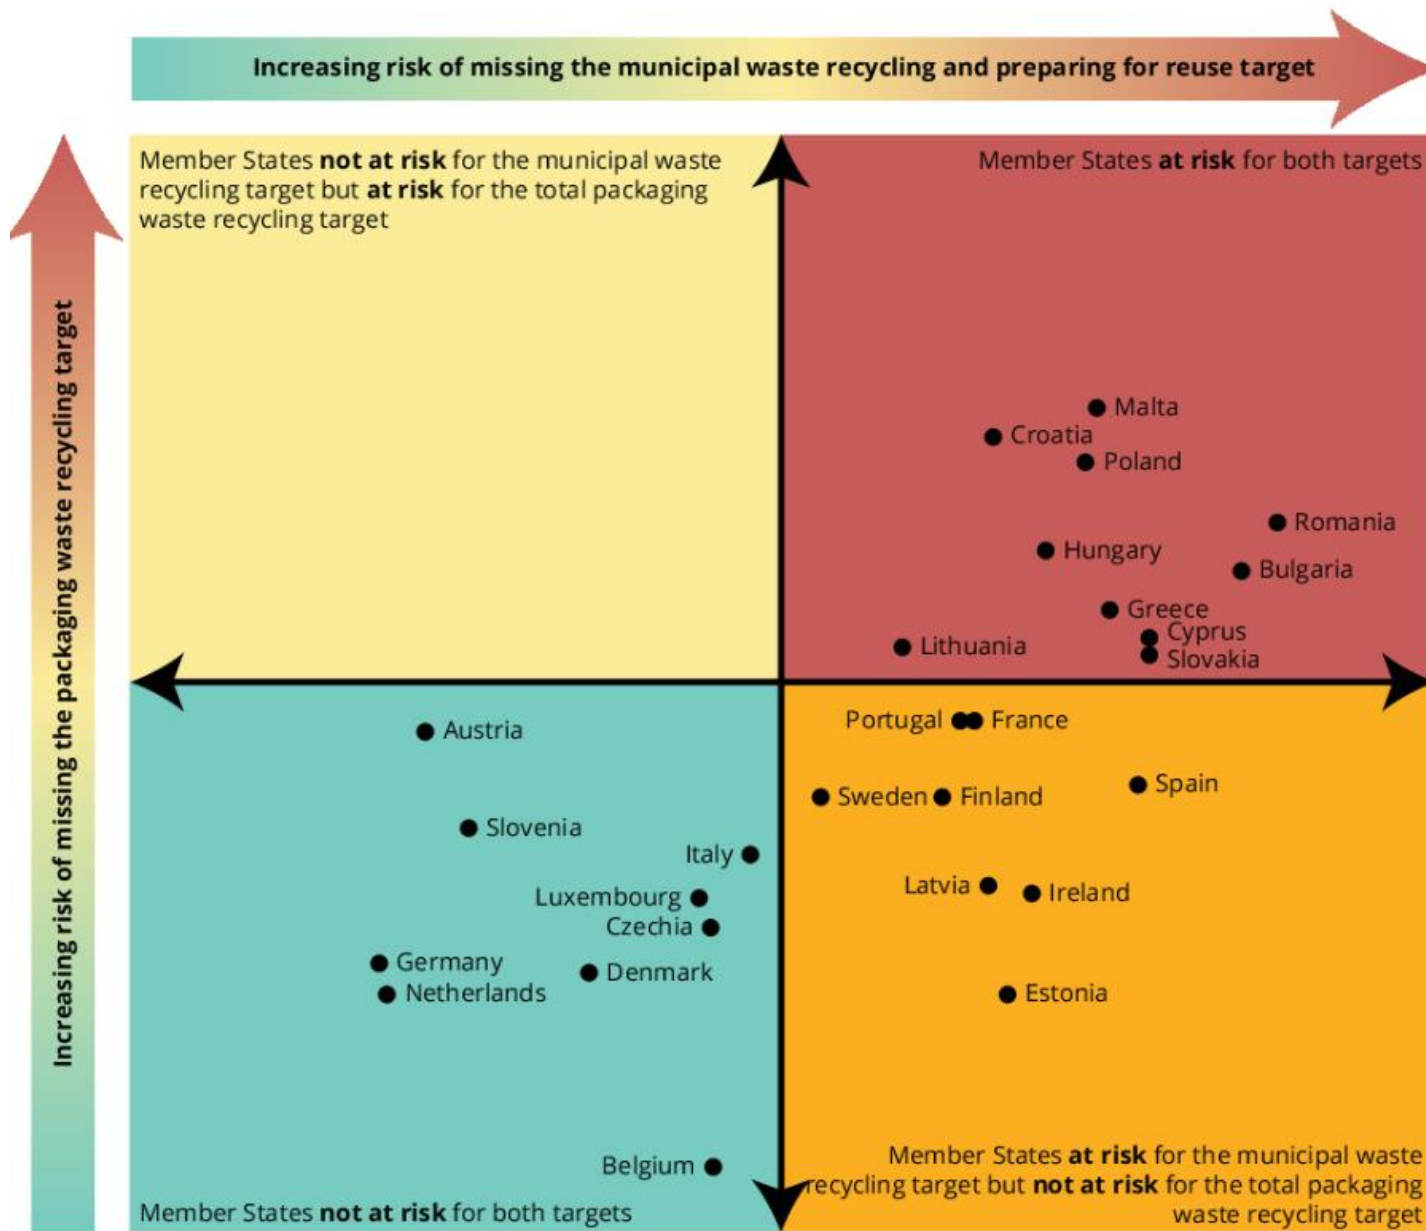 Increasing risk of missing the municipal waste recycling and preparing for reuse target
Increasing risk of missing the packaging waste recycling target
Member States not at risk for the municipal waste
recycling target but at risk for the total packaging
waste recycling target
Member States at risk for both targets
Malta
Croatia
Poland
Romania
Hungary
Bulgaria
Greece
Cyprus
Lithuania
Slovakia
Austria
Slovenia
Italy
Luxembourg
Czechia
Germany
Denmark
Netherlands
Belgium
Member States not at risk for both targets
Portugal
France
Spain
Sweden
Finland
Latvia
Ireland
Estonia
Member States at risk for the municipal waste
recycling target but not at risk for the total packaging
waste recycling target